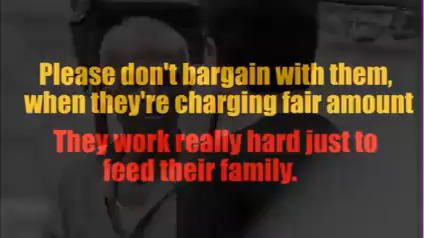 Please don't bargain with them,
when they're charging fair amount
They work really hard just to
feed their family.